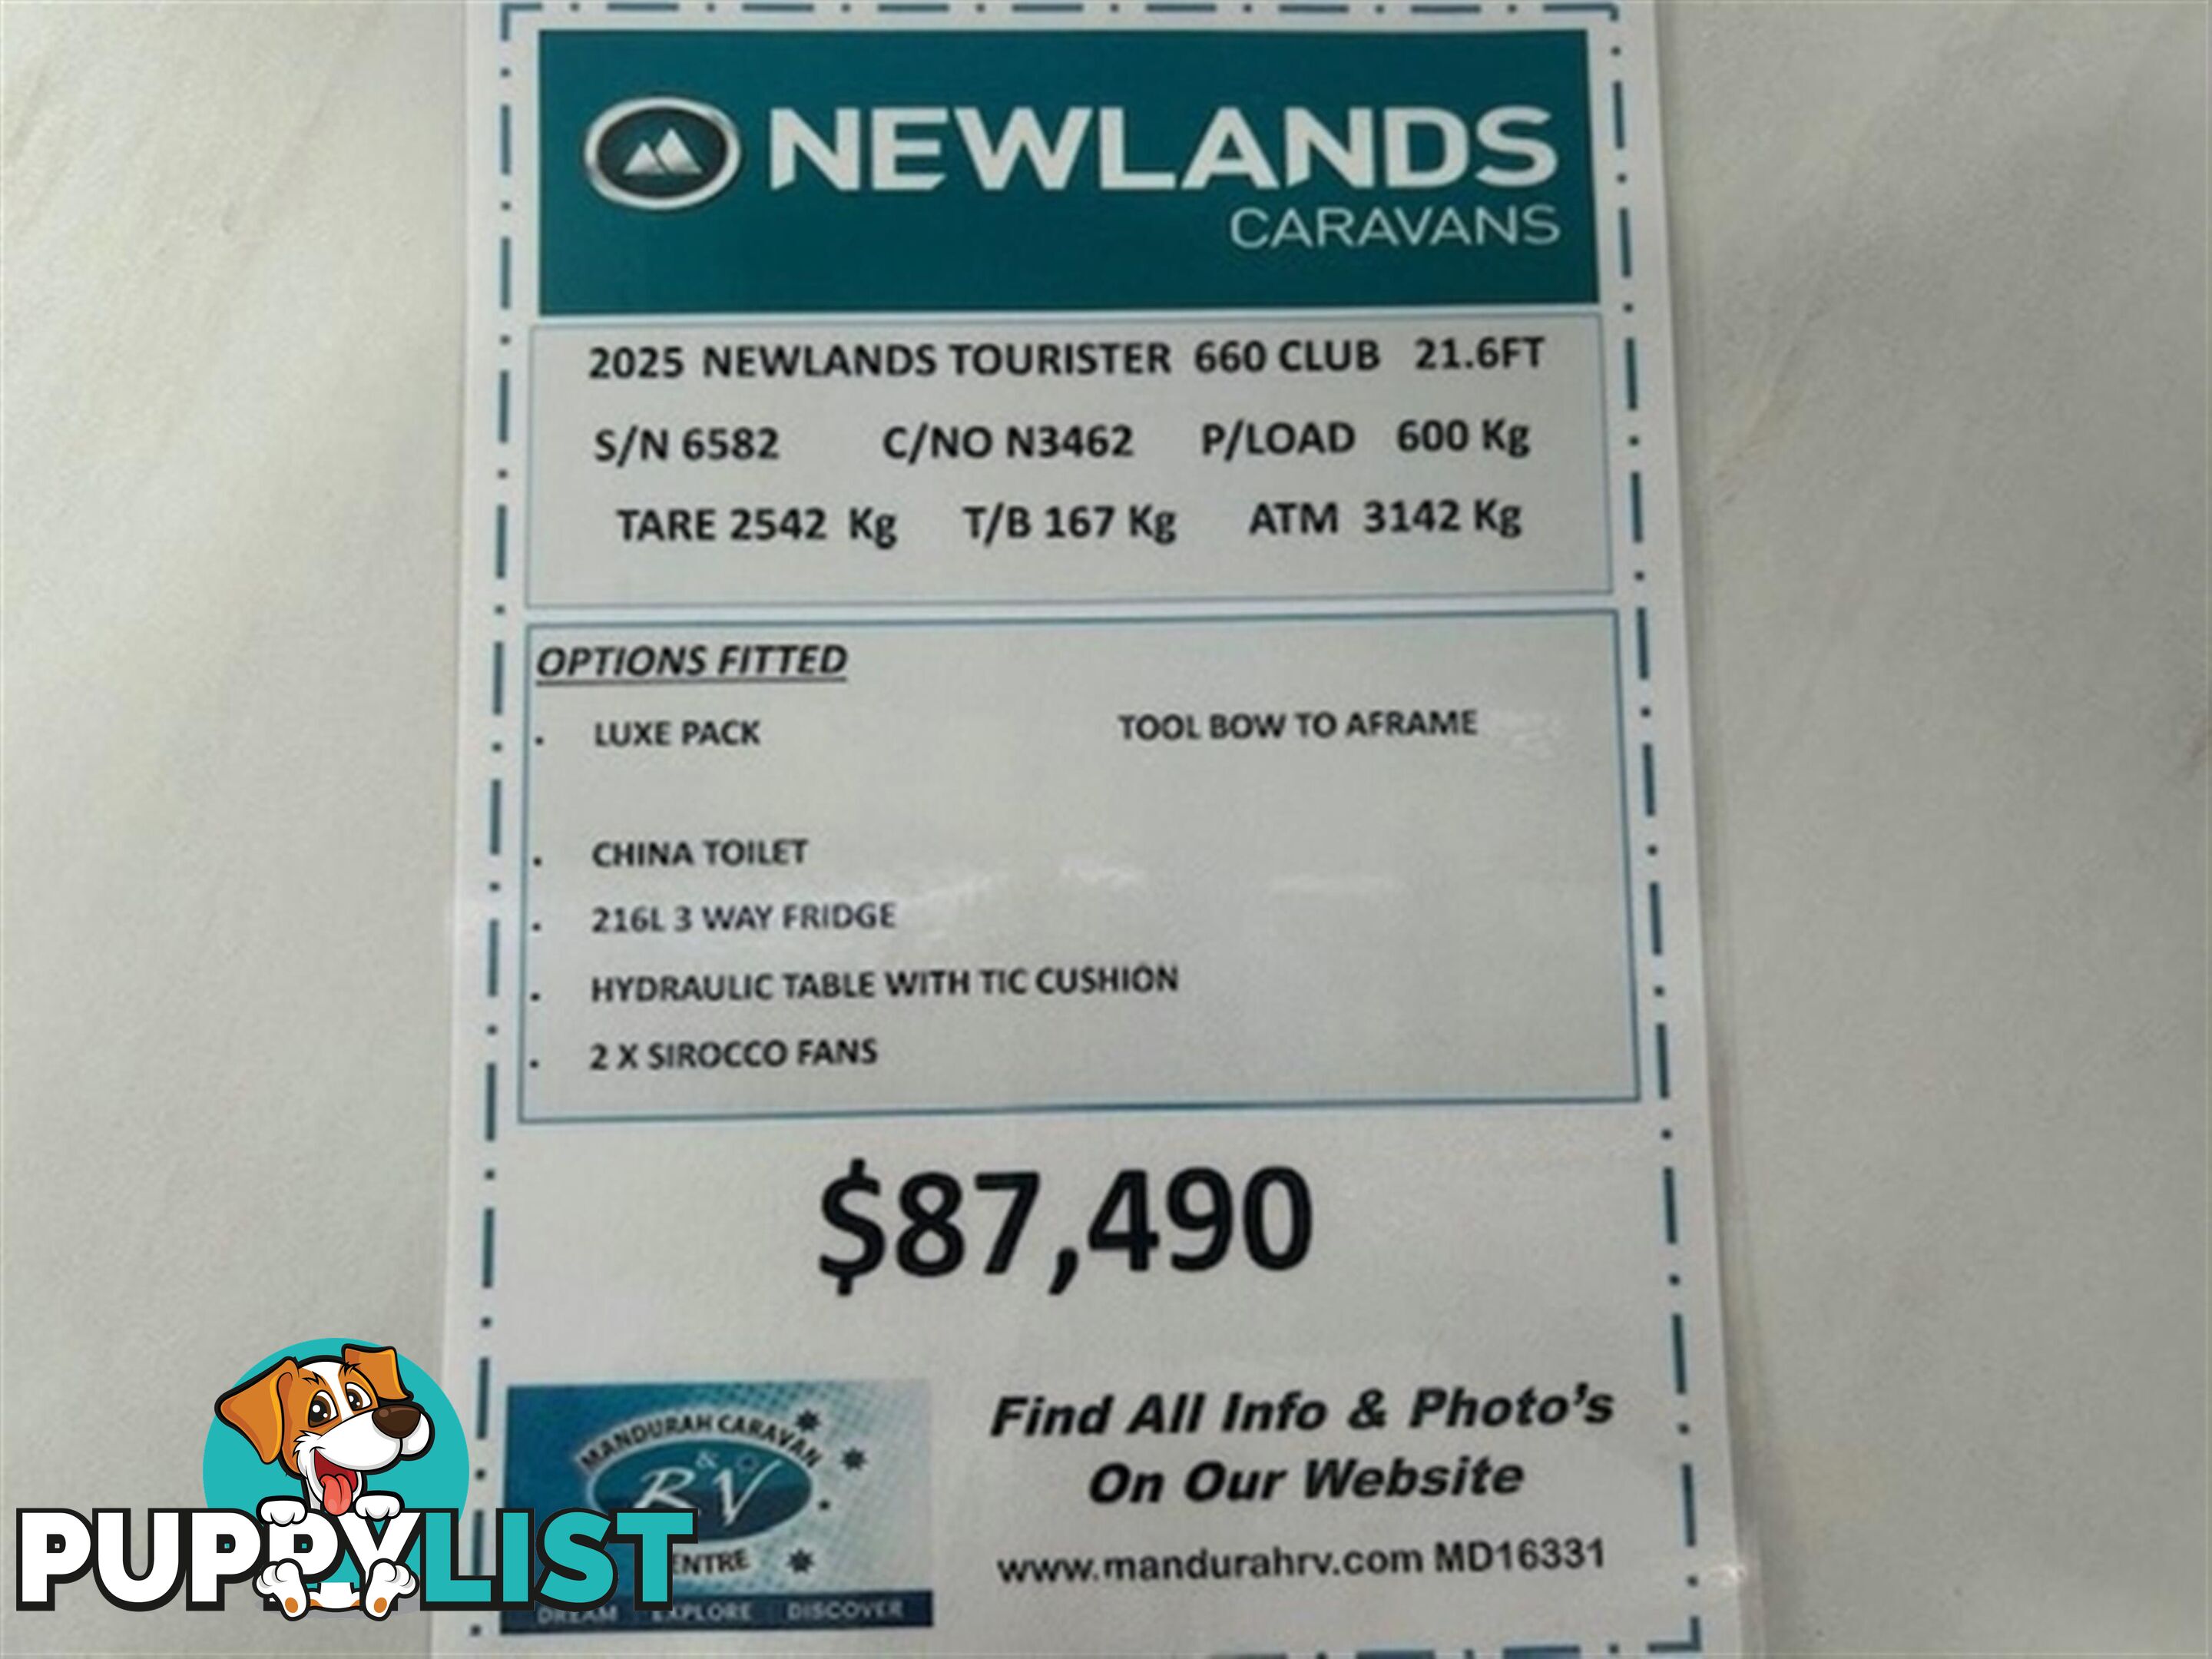 NEWLANDS
CARAVANS
2025 NEWLANDS TOURISTER 660 CLUB 21.6FT
S/N 6582 C/NO N3462 P/LOAD 600 Kg
TARE 2542 Kg T/B 167 Kg ATM 3142 Kg
OPTIONS FITTED
. LUXE PACK TOOL BOW TO AFRAME
. CHINA TOILET
. 216L 3 WAY FRIDGE
. HYDRAULIC TABLE WITH TIC CUSHION
. 2 X SIROCCO FANS
$87,490
MANDURAH CARAVAN
& RV
ENTRE
DREAM EXPLORE DISCOVER
Find All Info & Photo's
On Our Website
www.mandurahrv.com MD16331
PUPPYLIST